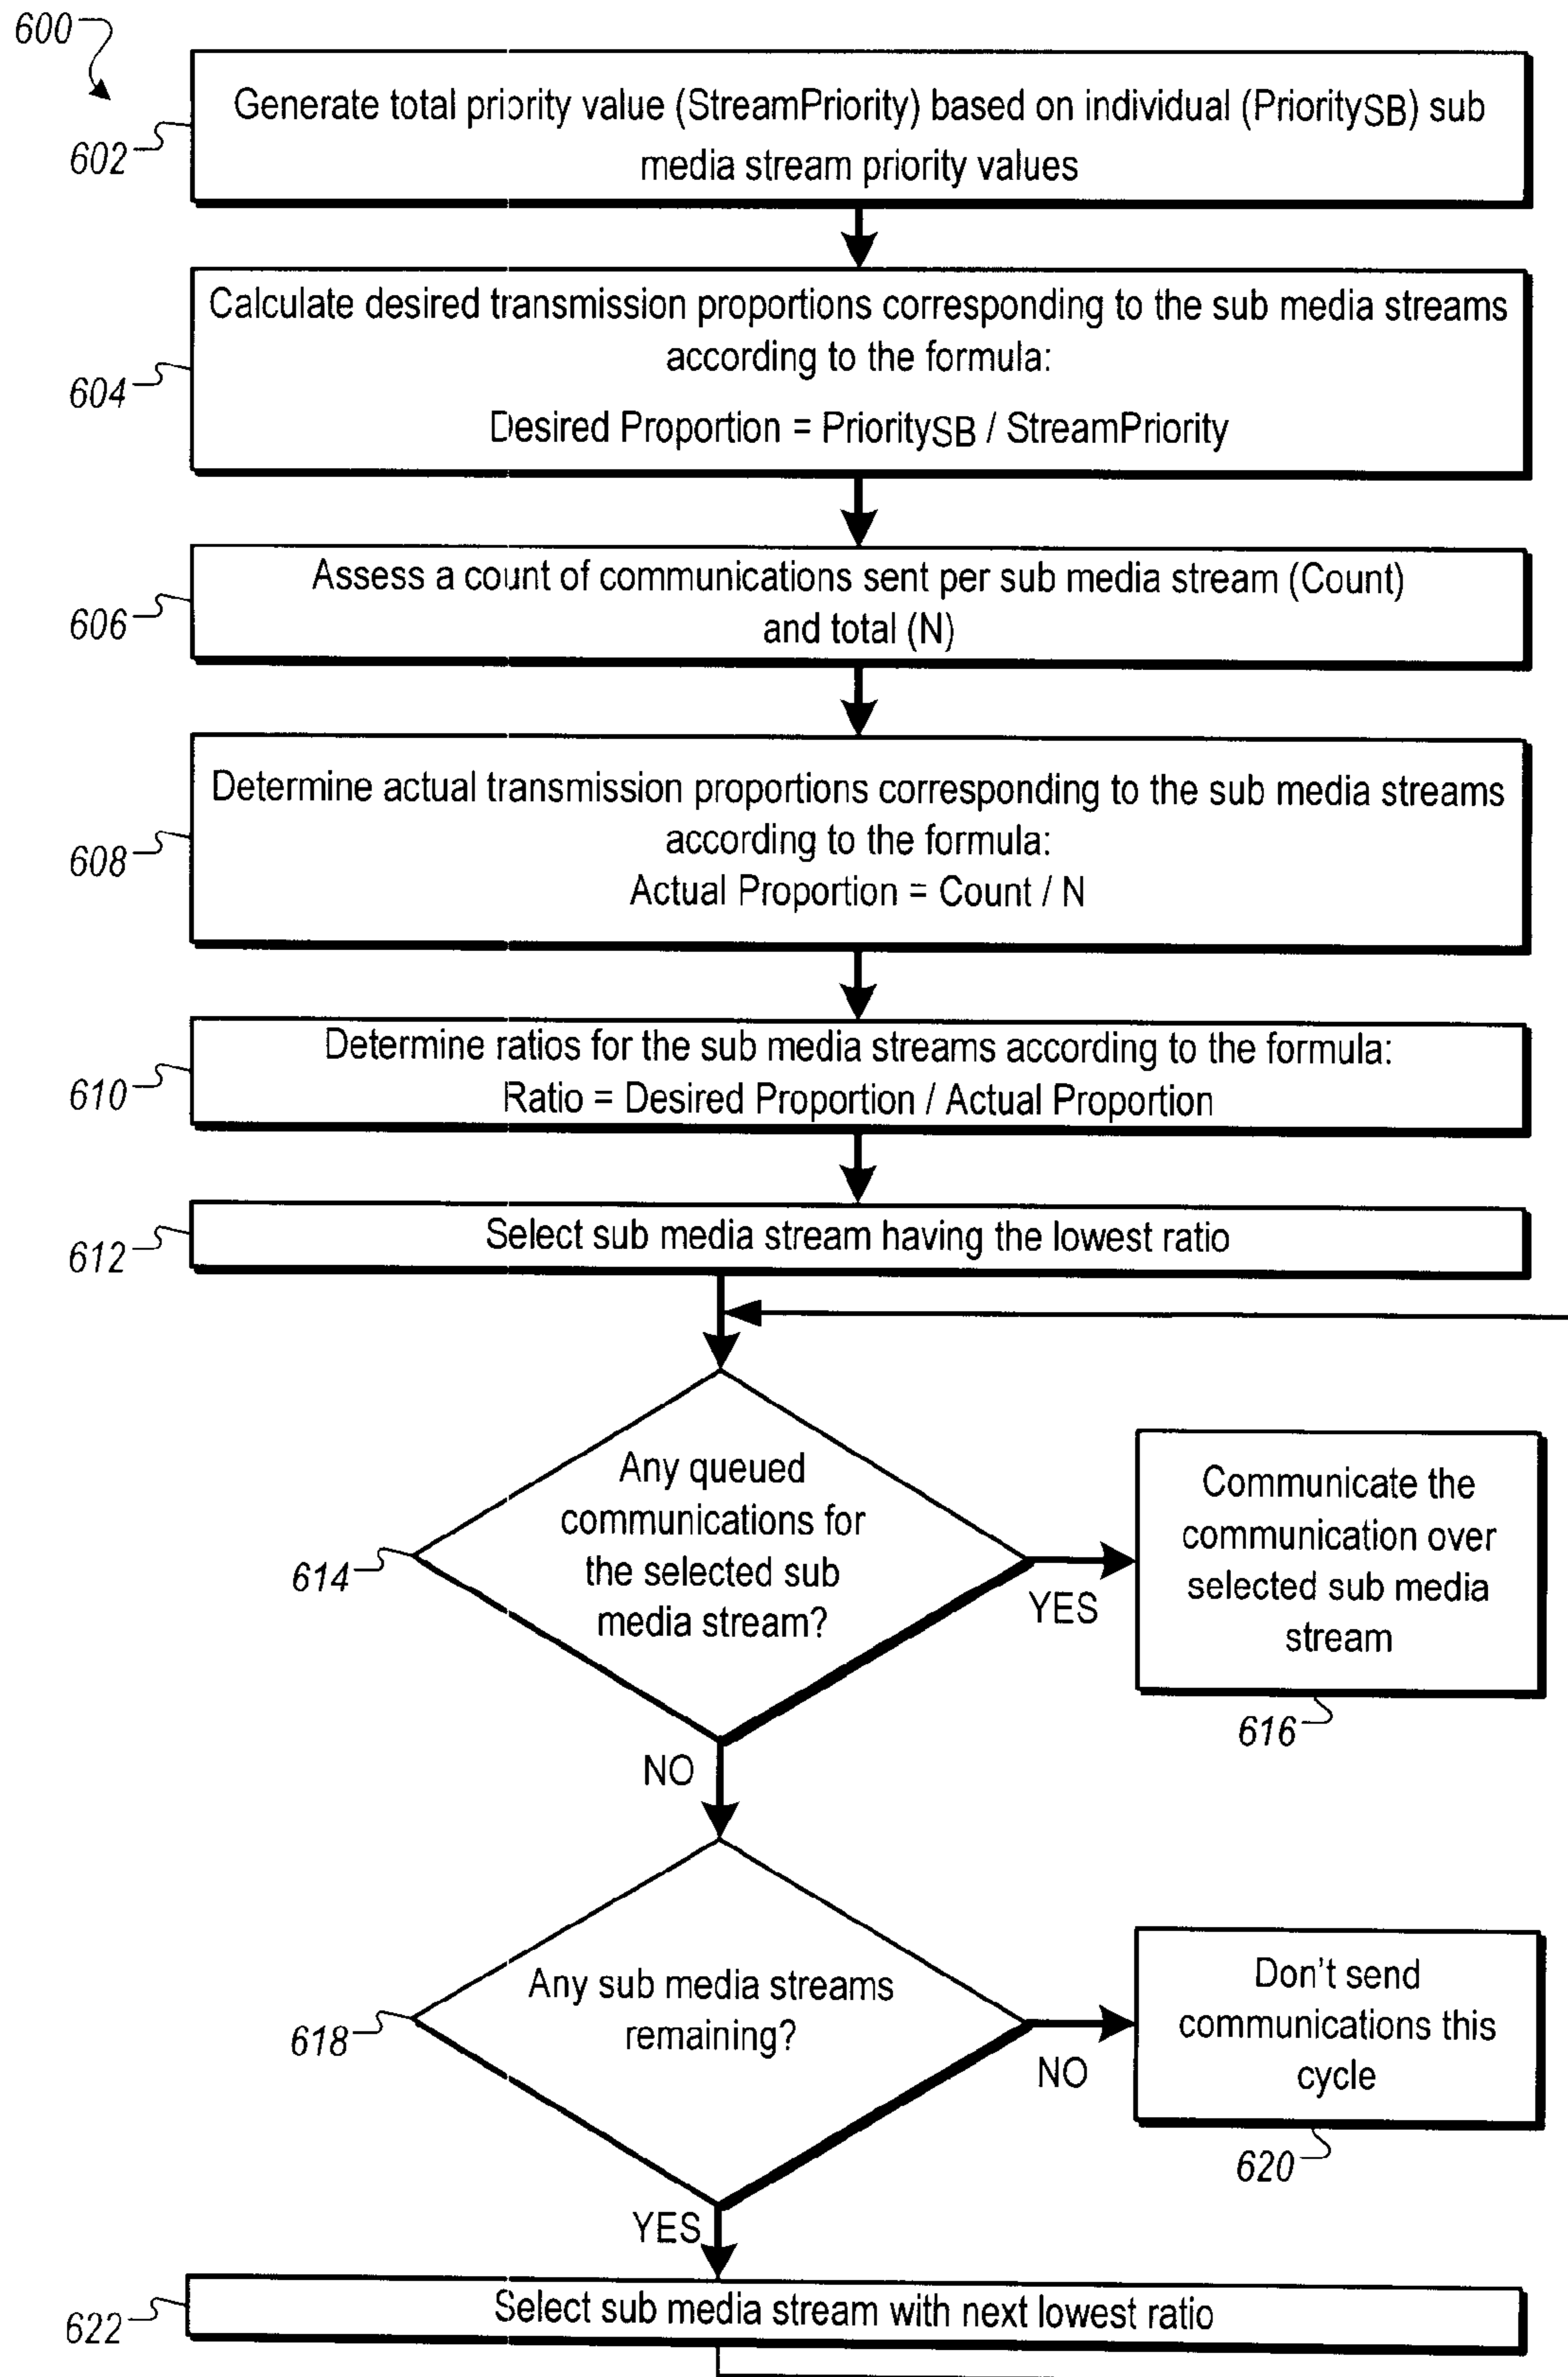 600
Generate total priority value (StreamPriority) based on individual (PrioritySB) sub
media stream priority values
602
Calculate desired transmission proportions corresponding to the sub media streams
according to the formula:
Desired Proportion = PrioritySB / StreamPriority
604
Assess a count of communications sent per sub media stream (Count)
and total (N)
606
Determine actual transmission proportions corresponding to the sub media streams
according to the formula:
Actual Proportion = Count / N
608
Determine ratios for the sub media streams according to the formula:
Ratio = Desired Proportion / Actual Proportion
610
Select sub media stream having the lowest ratio
612
Any queued
communications for
the selected sub
media stream?
614
YES
Communicate the
communication over
selected sub media
stream
616
NO
Any sub media streams
remaining?
618
NO
Don't send
communications this
cycle
620
YES
Select sub media stream with next lowest ratio
622